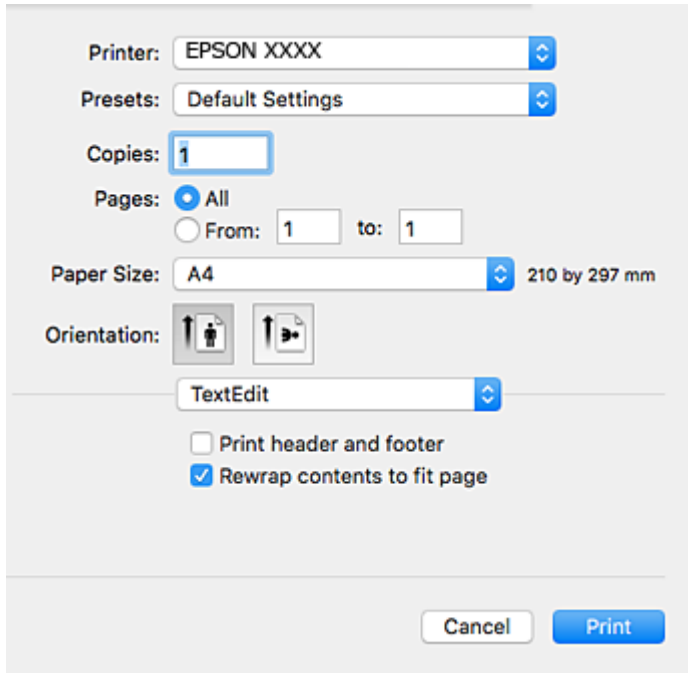 Printer: EPSON XXXX
Presets: Default Settings
Copies: 1
Pages: All
From: 1 to: 1
Paper Size: A4 210 by 297 mm
Orientation:
TextEdit
Print header and footer
Rewrap contents to fit page
Cancel Print